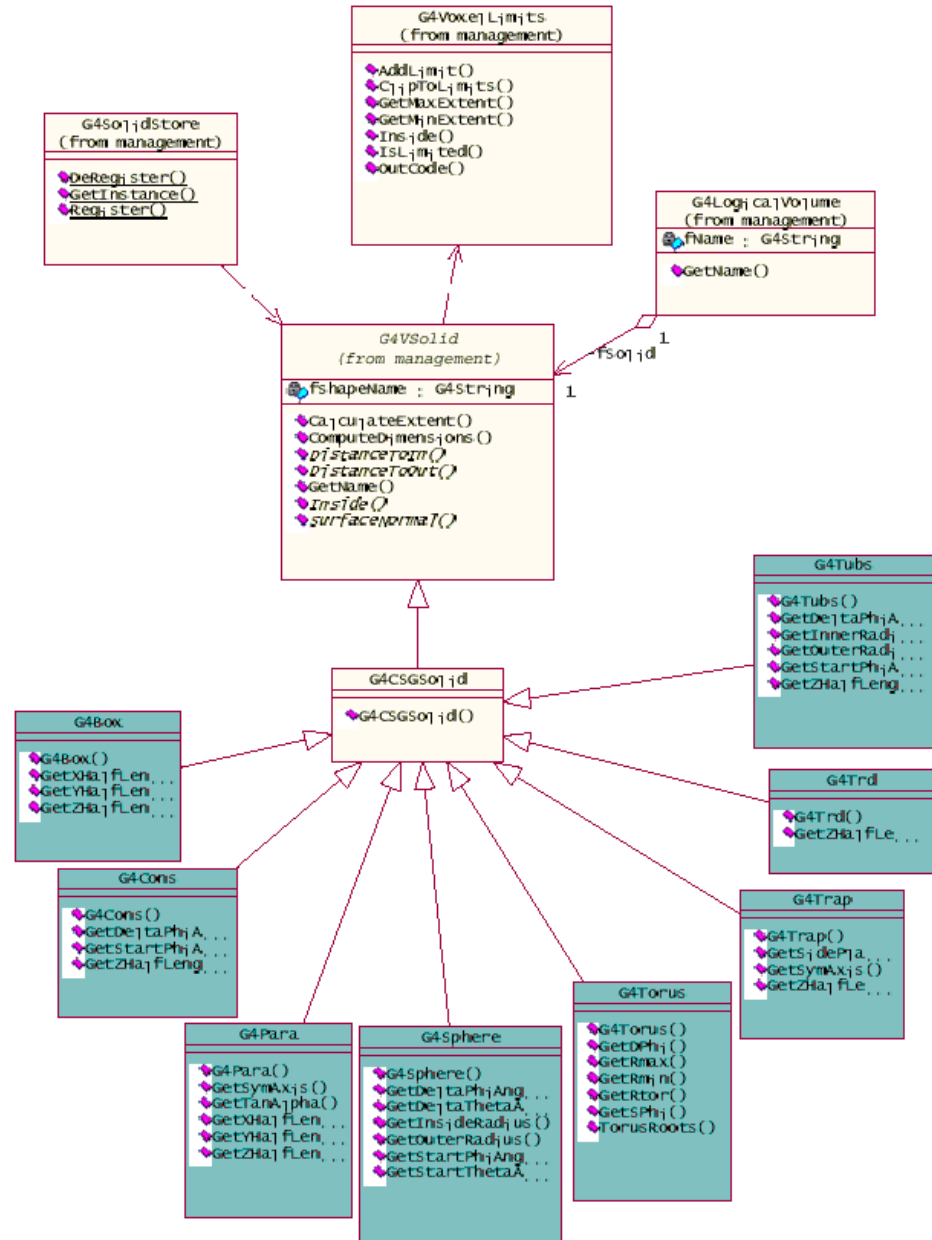 G4VoxelLimits
(from management)
AddLimit()
ClipToLimits()
GetMaxExtent()
GetMinExtent()
Inside()
IsLimited()
OutCode()
G4SolidStore
(from management)
DeRegister()
GetInstance()
Register()
G4LogicalVolume
(from management)
fName : G4String
GetName()
G4VSolid
(from management)
fshapeName : G4String
CalculateExtent()
ComputeDimensions()
DistanceToIn()
DistanceToOut()
GetName()
Inside()
SurfaceNormal()
-fSolid
1
1
G4CSGSolid
G4CSGSolid()
G4Tubs
G4Tubs()
GetDeltaPhiA...
GetInnerRadi...
GetOuterRadi...
GetStartPhiA...
GetZHalfLeng...
G4Box
G4Box()
GetXHalfLen...
GetYHalfLen...
GetZHalfLen...
G4Trd
G4Trd()
GetZHalfLe...
G4Cons
G4Cons()
GetDeltaPhiA...
GetStartPhiA...
GetZHalfLeng...
G4Trap
G4Trap()
GetSidePla...
GetSymAxis()
GetZHalfLe...
G4Para
G4Para()
GetSymAxis()
GetTanAlpha()
GetXHalfLen...
GetYHalfLen...
GetZHalfLen...
G4Sphere
G4Sphere()
GetDeltaPhiAng...
GetDeltaThetaA...
GetInsideRadius()
GetOuterRadius()
GetStartPhiAng...
GetStartThetaA...
G4Torus
G4Torus()
GetDPhi()
GetRmax()
GetRmin()
GetRtor()
GetSPhi()
TorusRoots()